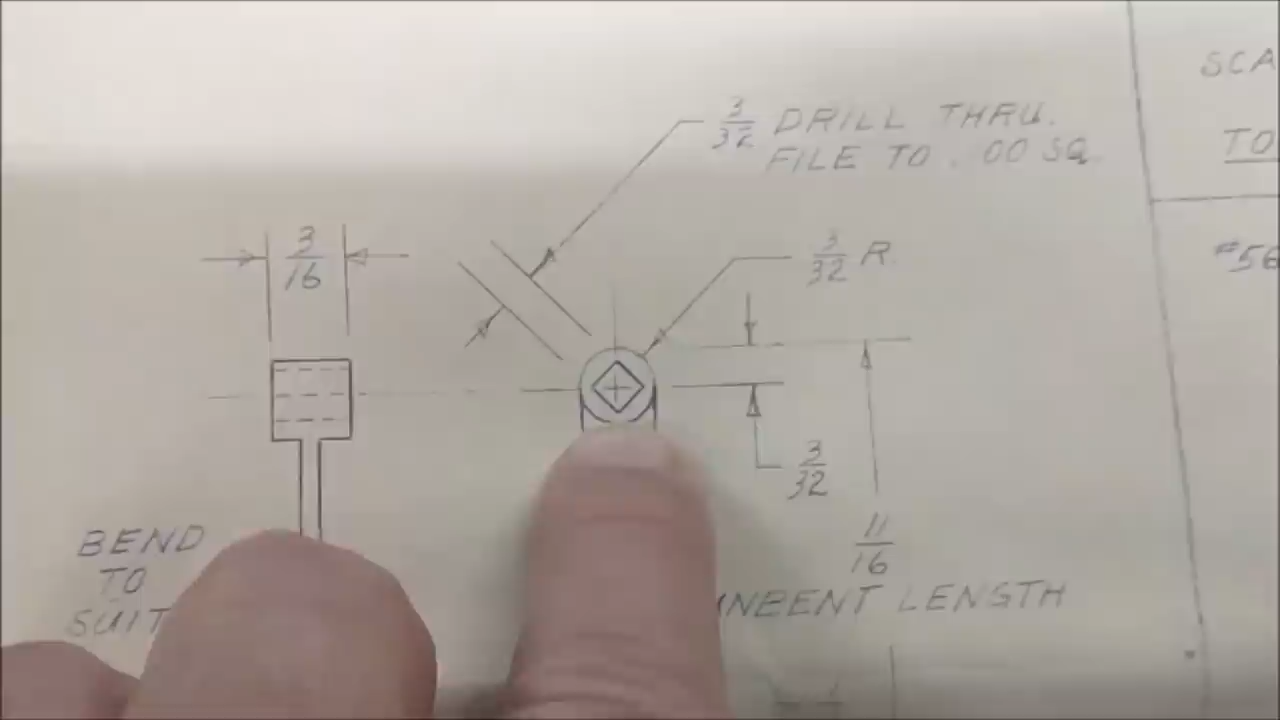 SCA
3/32 DRILL THRU.
TO
FILE TO . 00 SQ.
3/16
3/32 R.
#56
3/32
11/16
BEND
TO
SUIT
UNBENT LENGTH